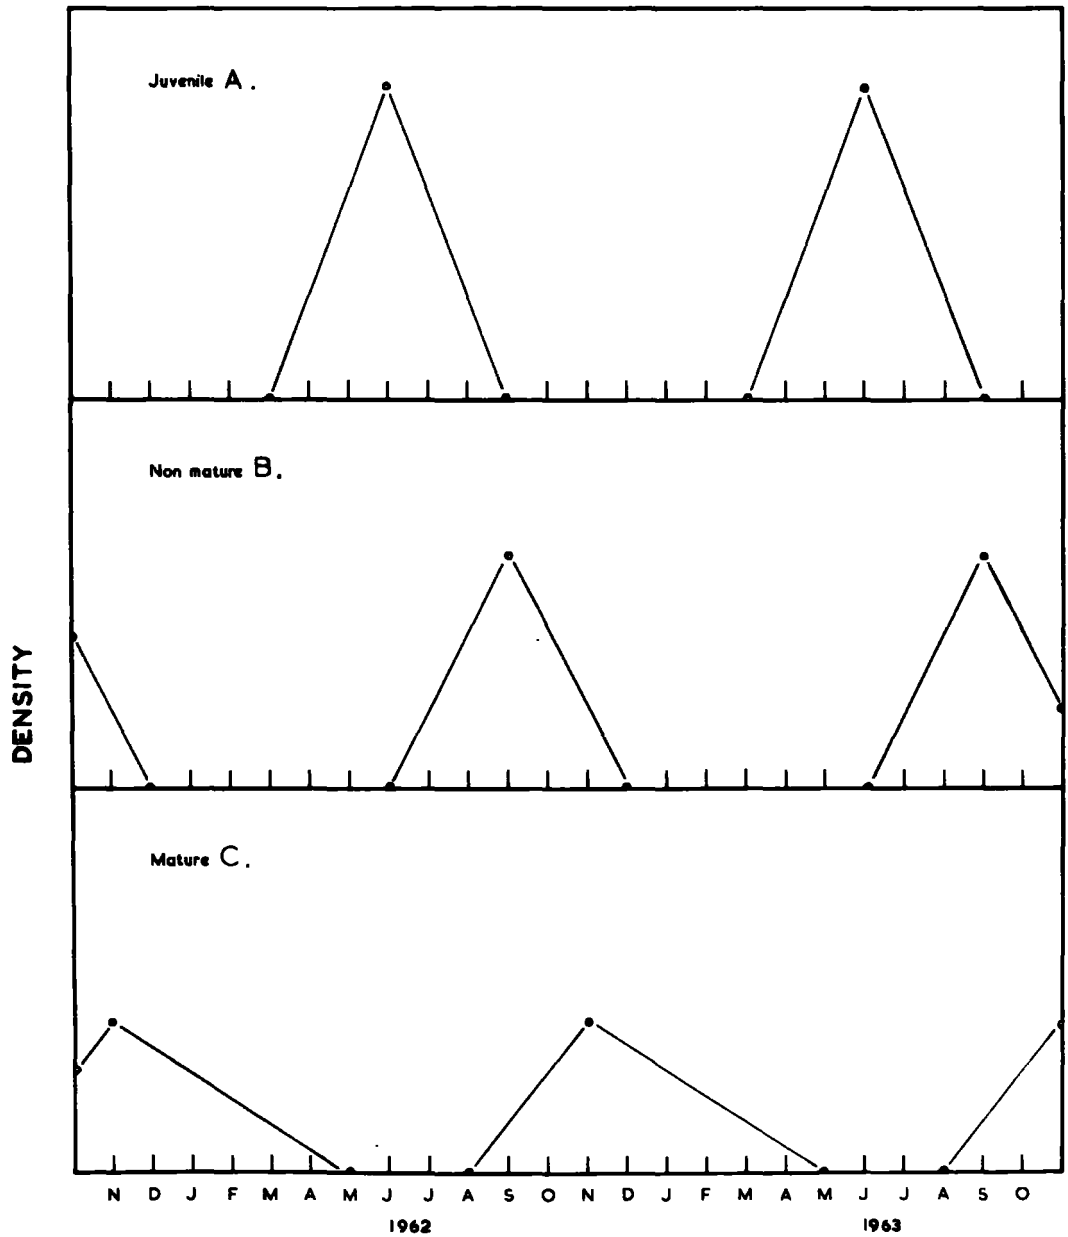 Juvenile A.
Non mature B.
DENSITY
Mature C.
N D J F M A M J J A S O N D J F M A M J J A S O
1962 1963